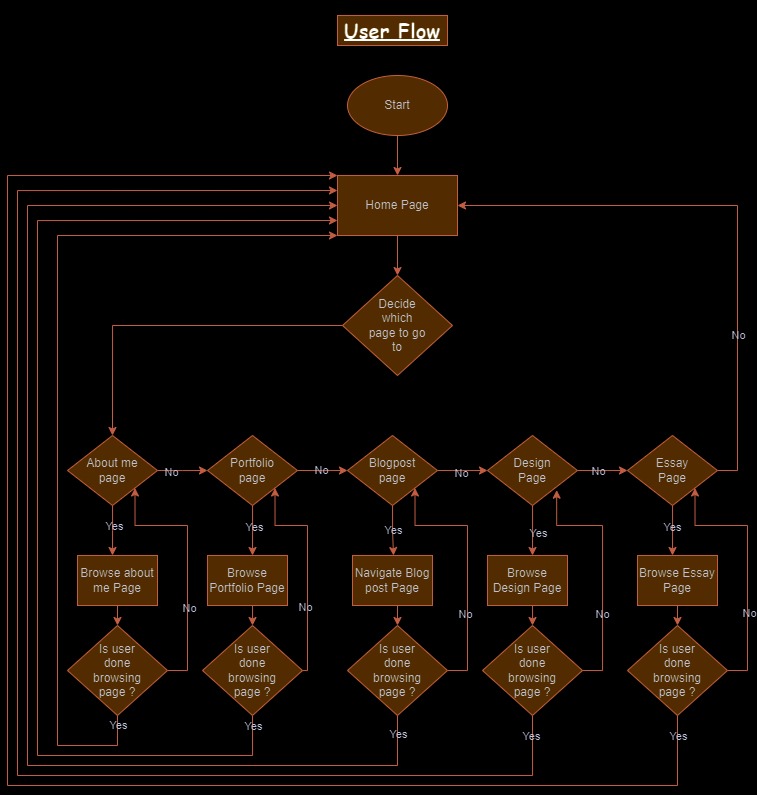 User Flow
Start
Home Page
Decide
which
page to go
to
No
About me
page
No
Portfolio
page
No
Blogpost
page
No
Design
Page
No
Essay
Page
Yes
Yes
Yes
Yes
Yes
Browse about
me Page
Browse
Portfolio Page
Navigate Blog
post Page
Browse
Design Page
Browse Essay
Page
No
No
No
No
No
Is user
done
browsing
page ?
Is user
done
browsing
page ?
Is user
done
browsing
page ?
Is user
done
browsing
page ?
Is user
done
browsing
page ?
Yes
Yes
Yes
Yes
Yes